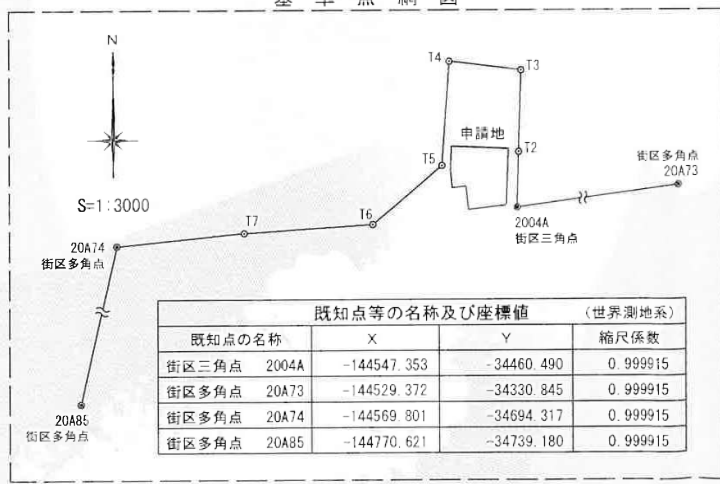 基準点網図
N
S=1:3000
T4
T3
申請地
T2
T5
街区多角点
20A73
2004A
街区三角点
T6
T7
20A74
街区多角点
20A85
街区多角点
既知点等の名称及び座標値 (世界測地系)
既知点の名称 X Y 縮尺係数
街区三角点 2004A -144547.353 -34460.490 0.999915
街区多角点 20A73 -144529.372 -34330.845 0.999915
街区多角点 20A74 -144569.801 -34694.317 0.999915
街区多角点 20A85 -144770.621 -34739.180 0.999915